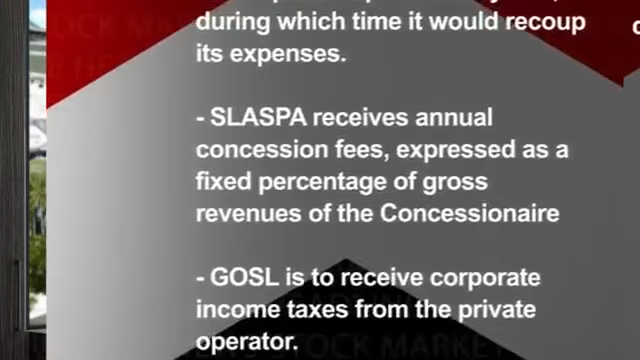 during which time it would recoup
its expenses.
- SLASPA receives annual
concession fees, expressed as a
fixed percentage of gross
revenues of the Concessionaire
- GOSL is to receive corporate
income taxes from the private
operator.